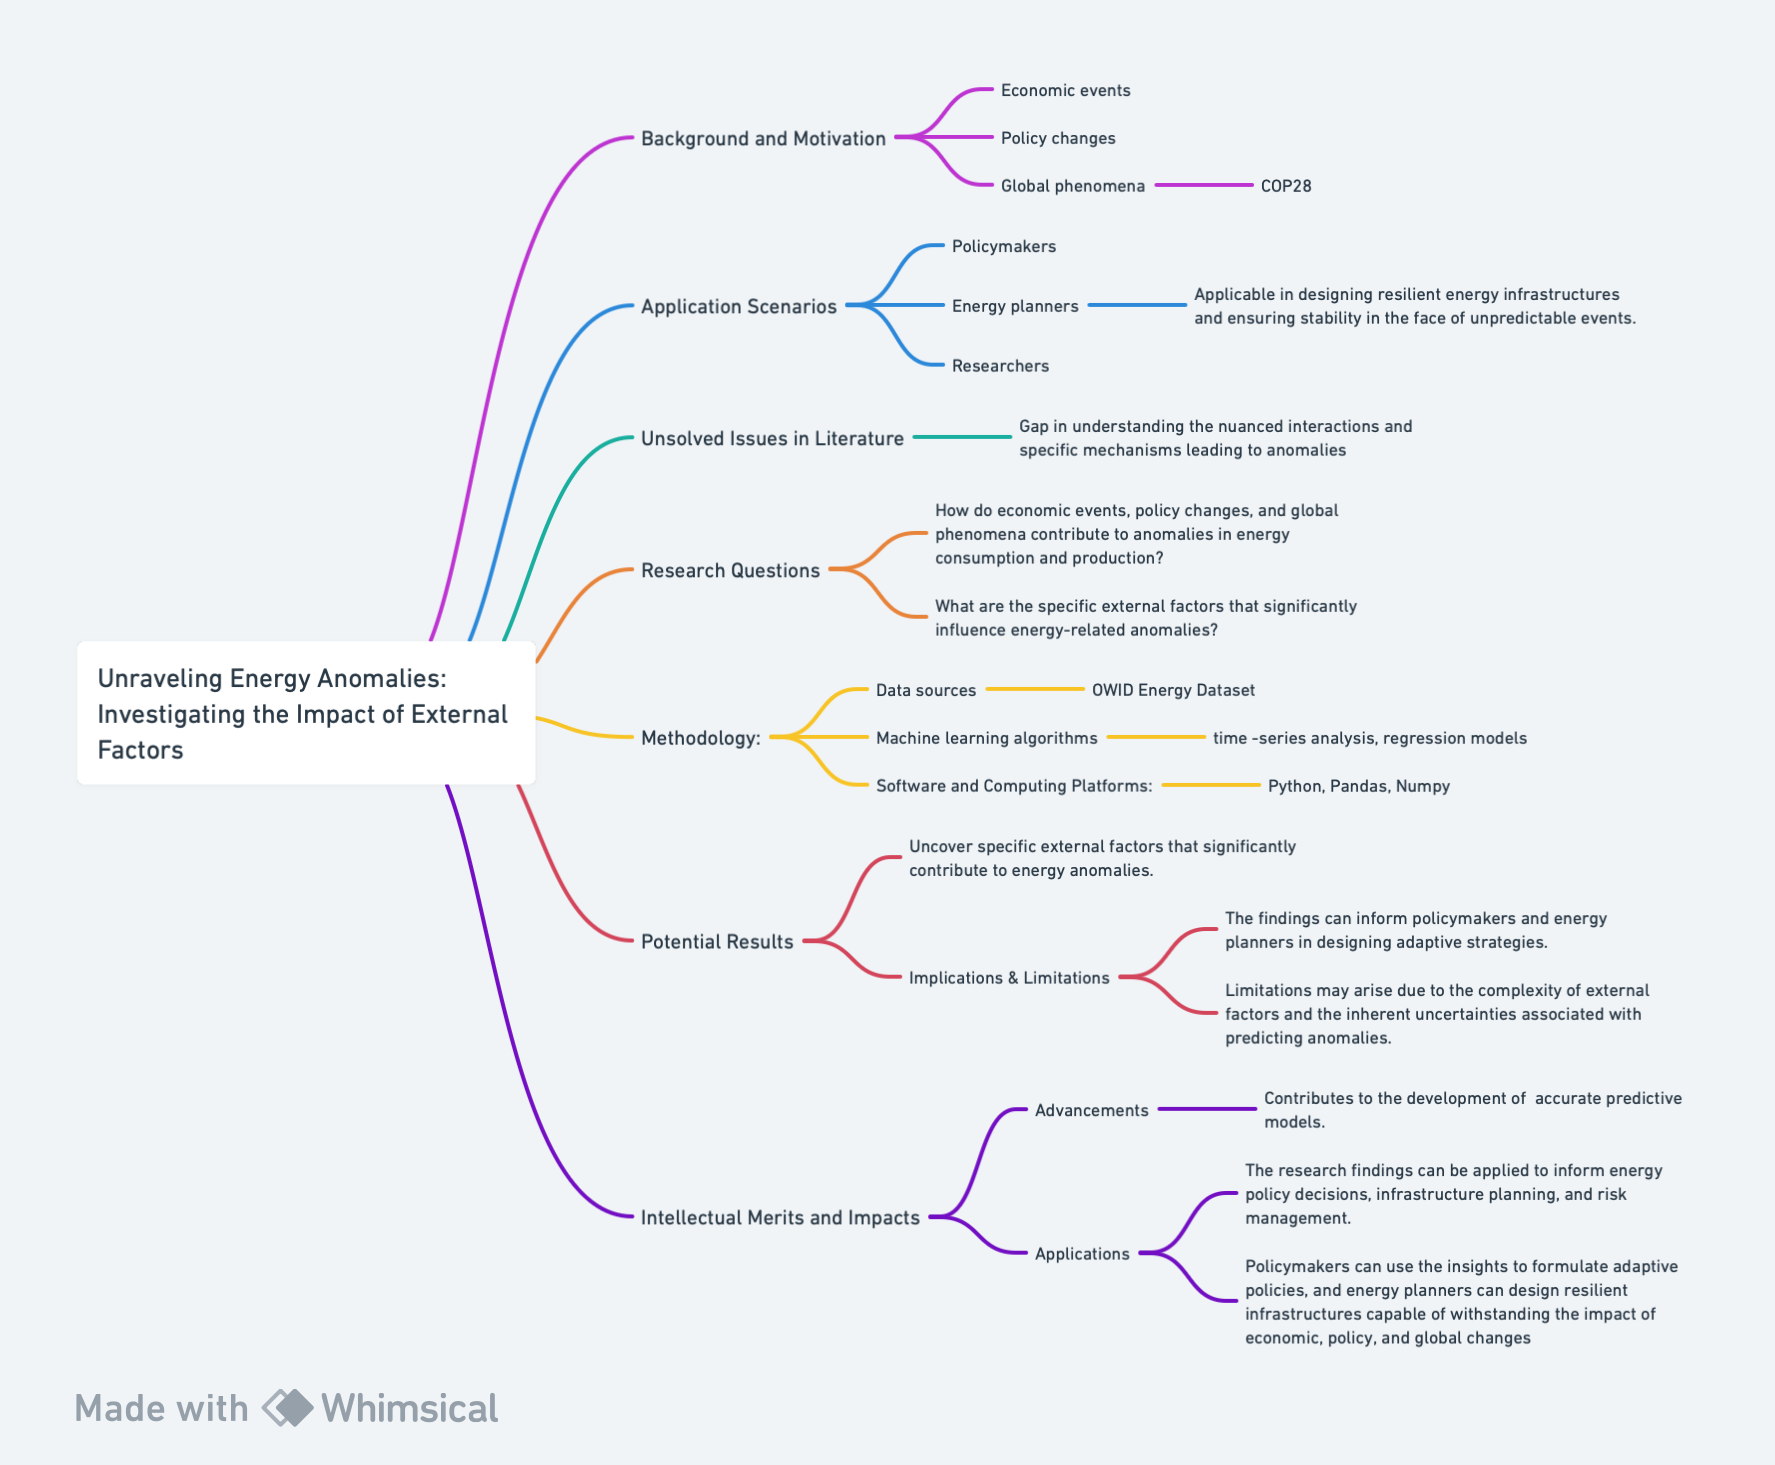 Economic events
Background and Motivation
Policy changes
Global phenomena
COP28
Policymakers
Application Scenarios
Energy planners
Applicable in designing resilient energy infrastructures
and ensuring stability in the face of unpredictable events.
Researchers
Unsolved Issues in Literature
Gap in understanding the nuanced interactions and
specific mechanisms leading to anomalies
Research Questions
How do economic events, policy changes, and global
phenomena contribute to anomalies in energy
consumption and production?
What are the specific external factors that significantly
influence energy-related anomalies?
Unraveling Energy Anomalies:
Investigating the Impact of External
Factors
Methodology:
Data sources
OWID Energy Dataset
Machine learning algorithms
time -series analysis, regression models
Software and Computing Platforms:
Python, Pandas, Numpy
Potential Results
Uncover specific external factors that significantly
contribute to energy anomalies.
Implications & Limitations
The findings can inform policymakers and energy
planners in designing adaptive strategies.
Limitations may arise due to the complexity of external
factors and the inherent uncertainties associated with
predicting anomalies.
Intellectual Merits and Impacts
Advancements
Contributes to the development of  accurate predictive
models.
Applications
The research findings can be applied to inform energy
policy decisions, infrastructure planning, and risk
management.
Policymakers can use the insights to formulate adaptive
policies, and energy planners can design resilient
infrastructures capable of withstanding the impact of
economic, policy, and global changes
Made with Whimsical